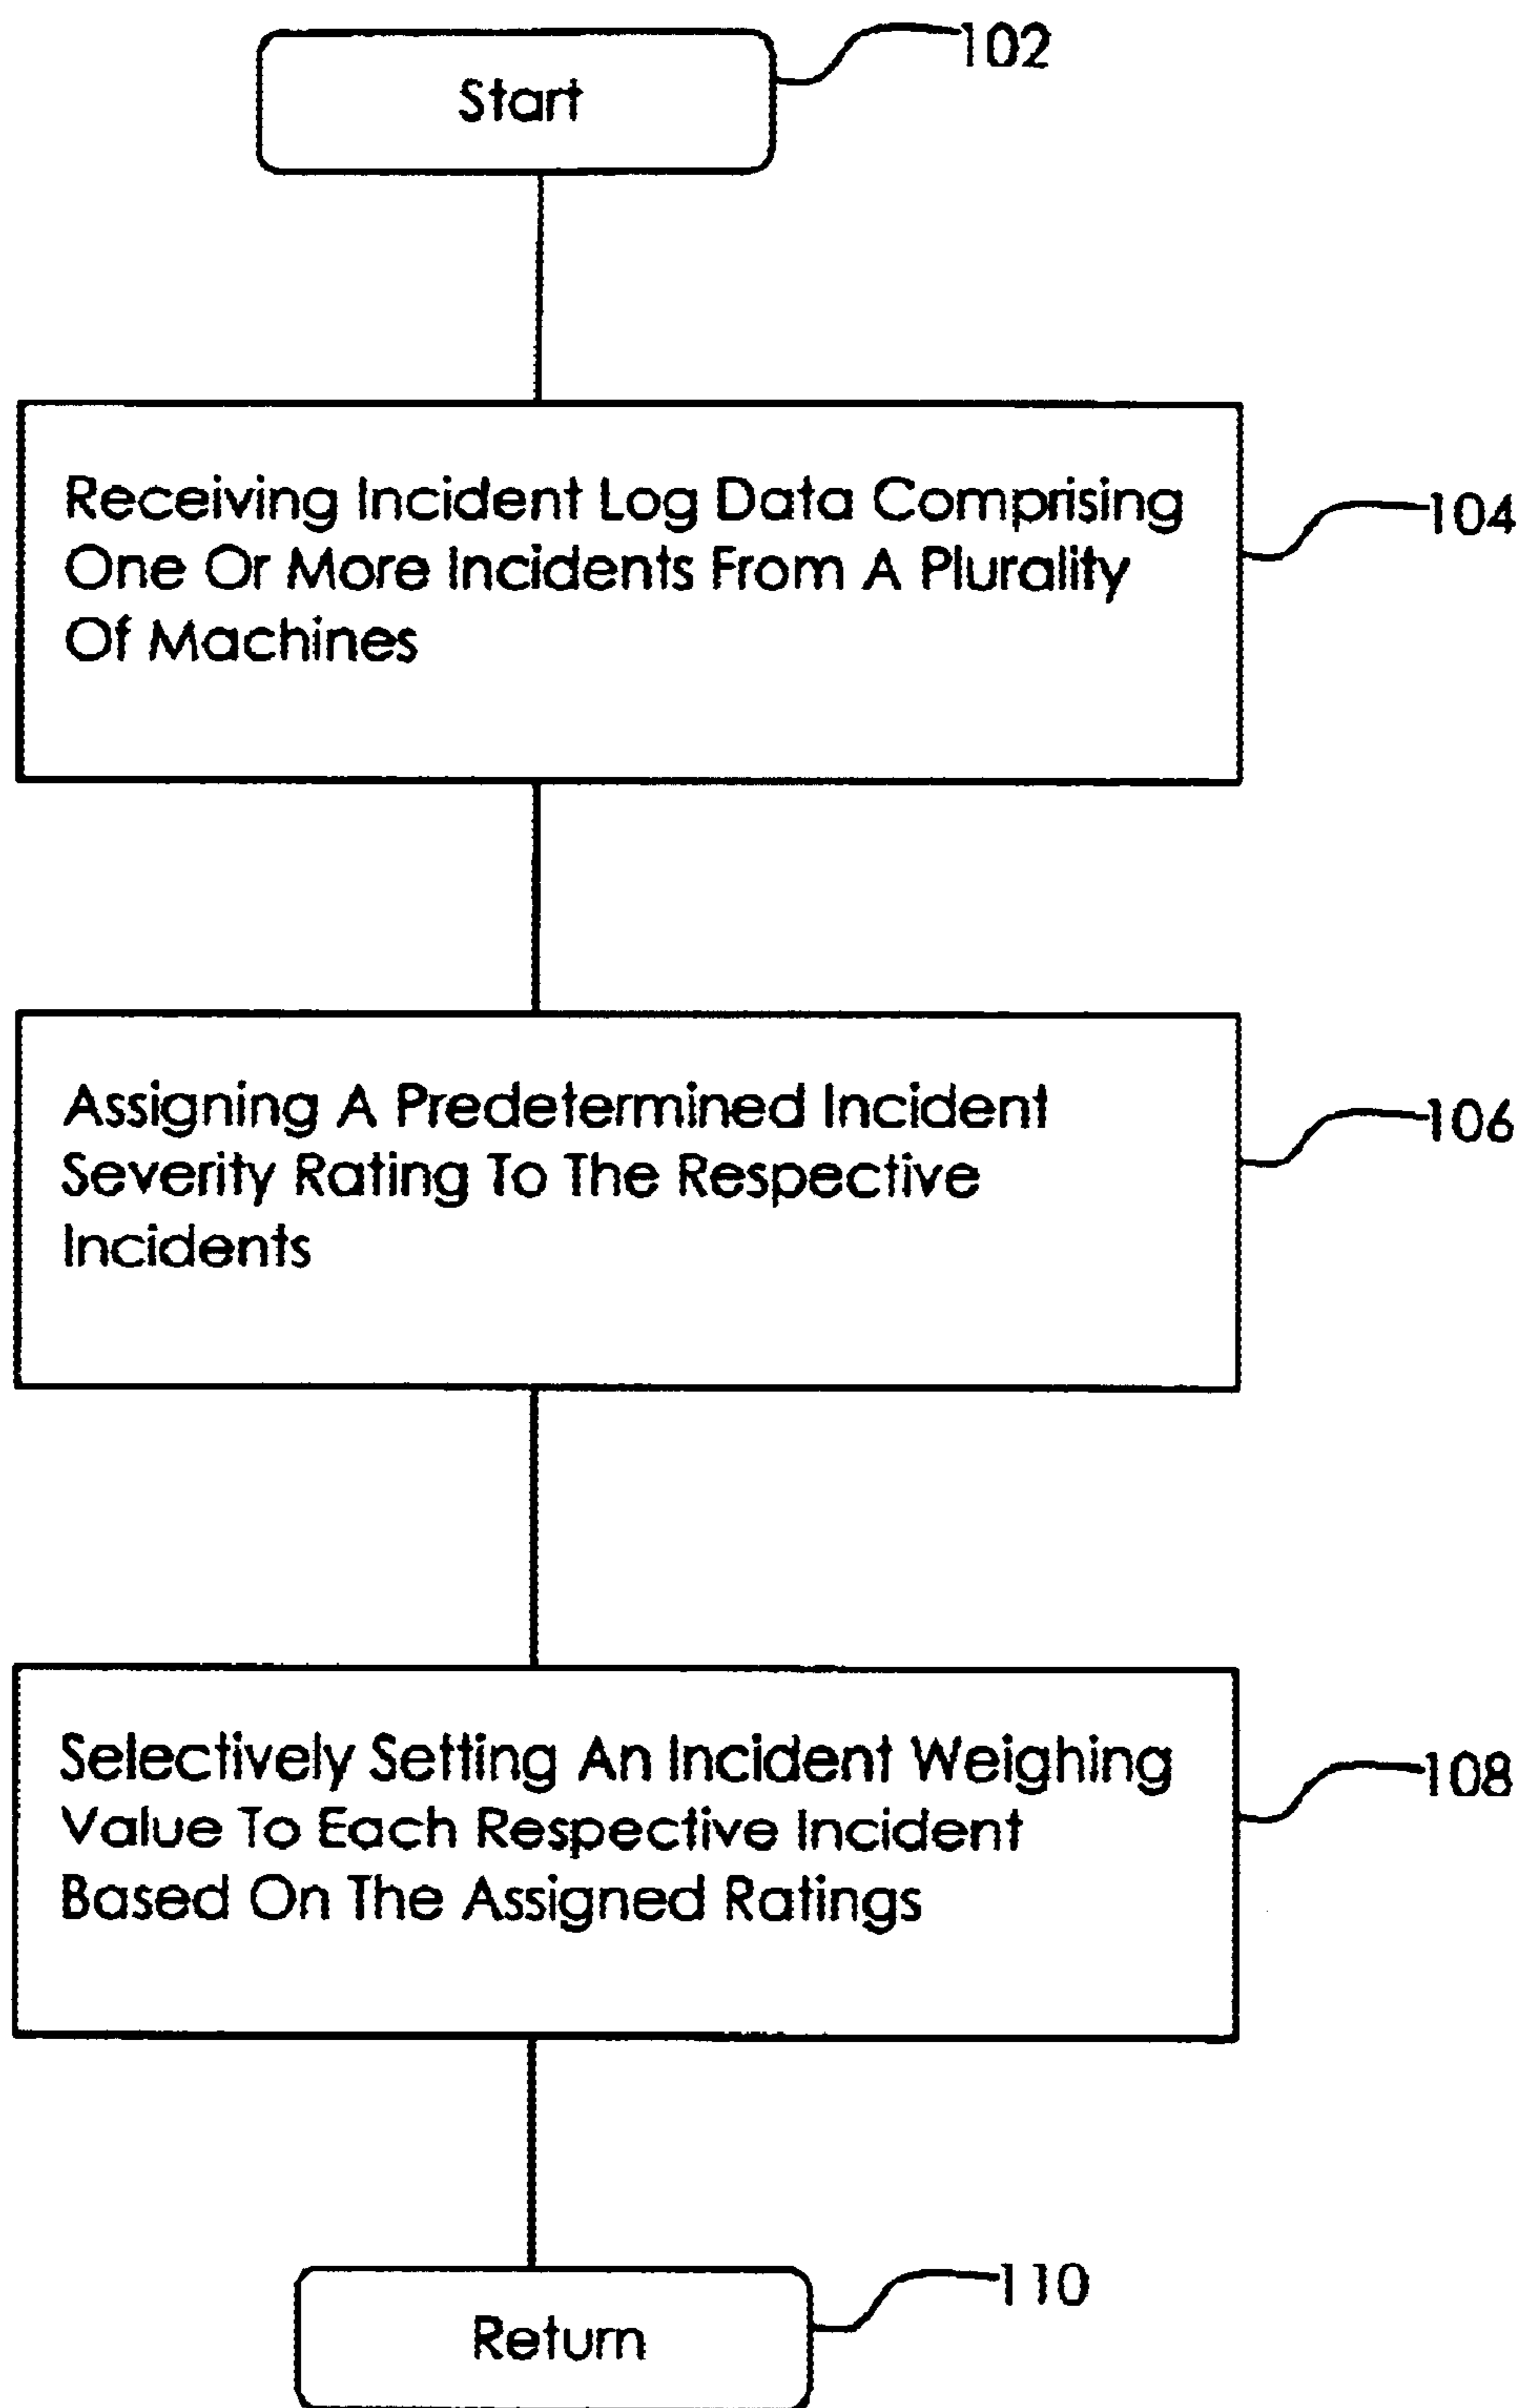 Start
102
Receiving Incident Log Data Comprising
One Or More Incidents From A Plurality
Of Machines
104
Assigning A Predetermined Incident
Severity Rating To The Respective
Incidents
106
Selectively Setting An Incident Weighing
Value To Each Respective Incident
Based On The Assigned Ratings
108
Return
110